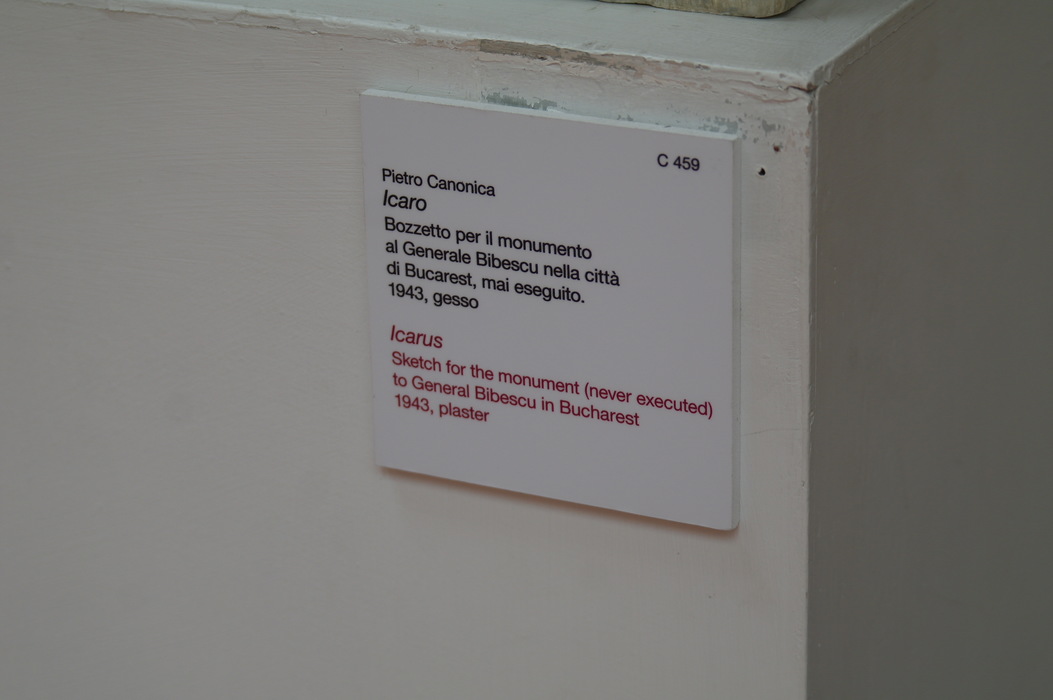 C 459
Pietro Canonica
Icaro
Bozzetto per il monumento
al Generale Bibescu nella città
di Bucarest, mai eseguito.
1943, gesso
Icarus
Sketch for the monument (never executed)
to General Bibescu in Bucharest
1943, plaster